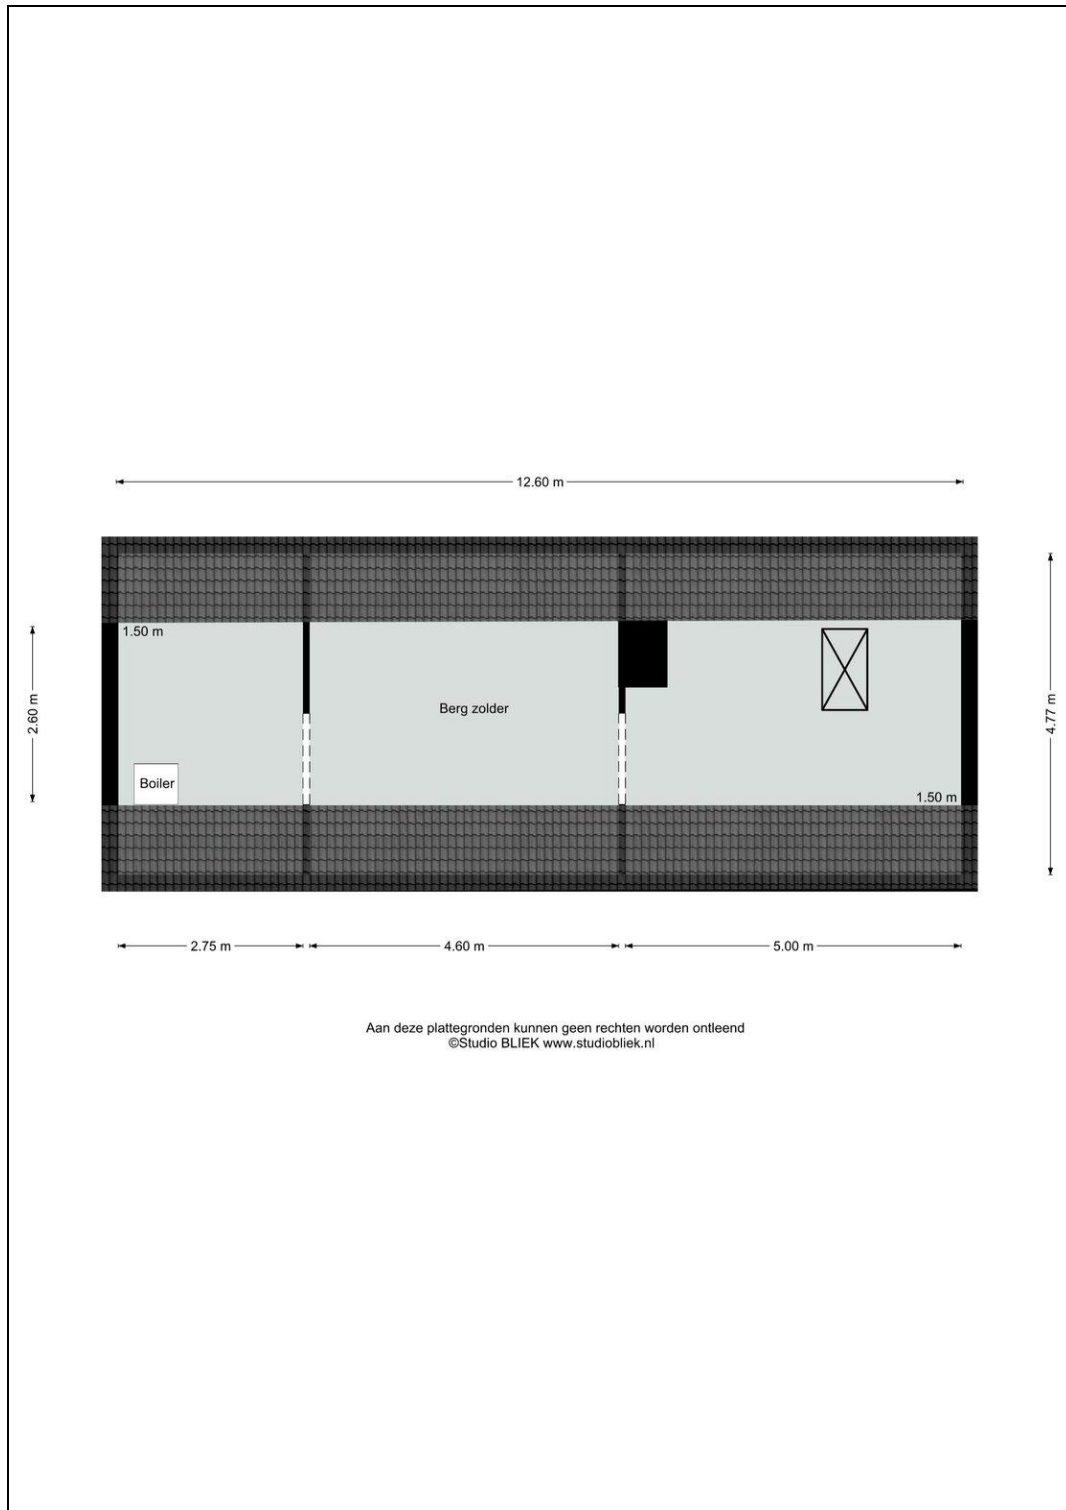 12.60 m
1.50 m
2.60 m
Berg zolder
4.77 m
Boiler
1.50 m
2.75 m
4.60 m
5.00 m
Aan deze plattegronden kunnen geen rechten worden ontleend
©Studio BLIEK www.studiobliek.nl